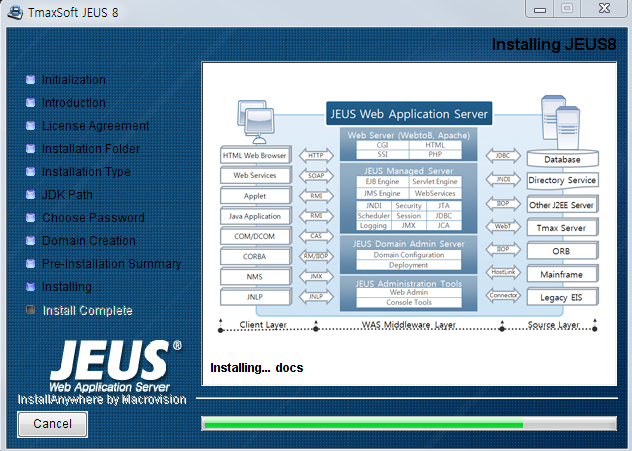 TmaxSoft JEUS 8
Installing JEUS8
Initialization
Introduction
License Agreement
Installation Folder
Installation Type
JDK Path
Choose Password
Domain Creation
Pre-Installation Summary
Installing...
Install Complete
JEUS®
Web Application Server
InstallAnywhere by Macrovision
Cancel
JEUS Web Application Server
HTML Web Browser
Web Services
Applet
Java Application
COM/DCOM
CORBA
NMS
JNLP
HTTP
SOAP
RMI
RMI
CAS
RM/IIOP
JMX
JNLP
Web Server (WebtoB, Apache)
CGI HTML
SSI PHP
JEUS Managed Server
EJB Engine Servlet Engine
JMS Engine WebServices
JNDI Security JTA
Scheduler Session JDBC
Logging JMX JCA
JEUS Domain Admin Server
Domain Configuration
Deployment
JEUS Administration Tools
Web Admin
Console Tools
JDBC
JNDI
IIOP
WebT
IIOP
HostLink
Connector
Database
Directory Service
Other J2EE Server
Tmax Server
ORB
Mainframe
Legacy EIS
Client Layer WAS Middleware Layer Source Layer
Installing... docs